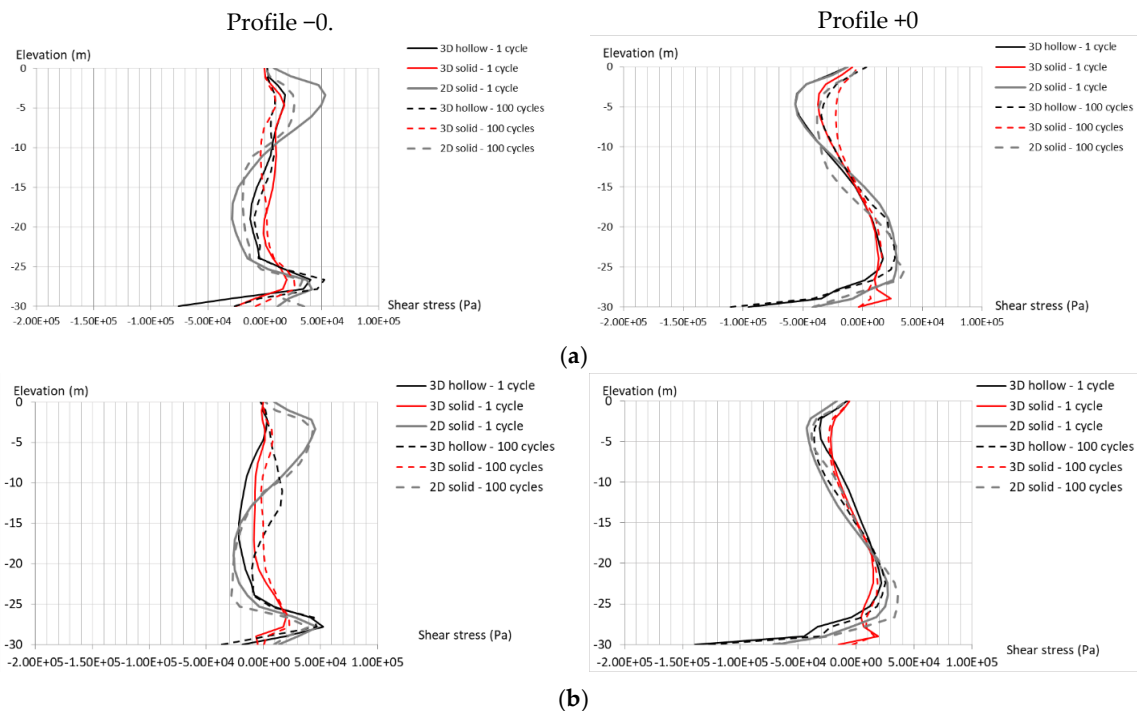 Profile −0.
Profile +0
Elevation (m)
3D hollow - 1 cycle
3D solid - 1 cycle
2D solid - 1 cycle
3D hollow - 100 cycles
3D solid - 100 cycles
2D solid - 100 cycles
0
-5
-10
-15
-20
-25
-30
-2.00E+05 -1.50E+05 -1.00E+05 -5.00E+04 0.00E+00 5.00E+04 1.00E+05
Shear stress (Pa)
Elevation (m)
3D hollow - 1 cycle
3D solid - 1 cycle
2D solid - 1 cycle
3D hollow - 100 cycles
3D solid - 100 cycles
2D solid - 100 cycles
0
-5
-10
-15
-20
-25
-30
-2.00E+05 -1.50E+05 -1.00E+05 -5.00E+04 0.00E+00 5.00E+04 1.00E+05
Shear stress (Pa)
(a)
Elevation (m)
3D hollow - 1 cycle
3D solid - 1 cycle
2D solid - 1 cycle
3D hollow - 100 cycles
3D solid - 100 cycles
2D solid - 100 cycles
0
-5
-10
-15
-20
-25
-30
Shear stress (Pa)
-2.00E+05-1.50E+05-1.00E+05-5.00E+04 0.00E+00 5.00E+04 1.00E+05
Elevation (m)
3D hollow - 1 cycle
3D solid - 1 cycle
2D solid - 1 cycle
3D hollow - 100 cycles
3D solid - 100 cycles
2D solid - 100 cycles
0
-5
-10
-15
-20
-25
-30
Shear stress (Pa)
-2.00E+05 -1.50E+05 -1.00E+05 -5.00E+04 0.00E+00 5.00E+04 1.00E+05
(b)